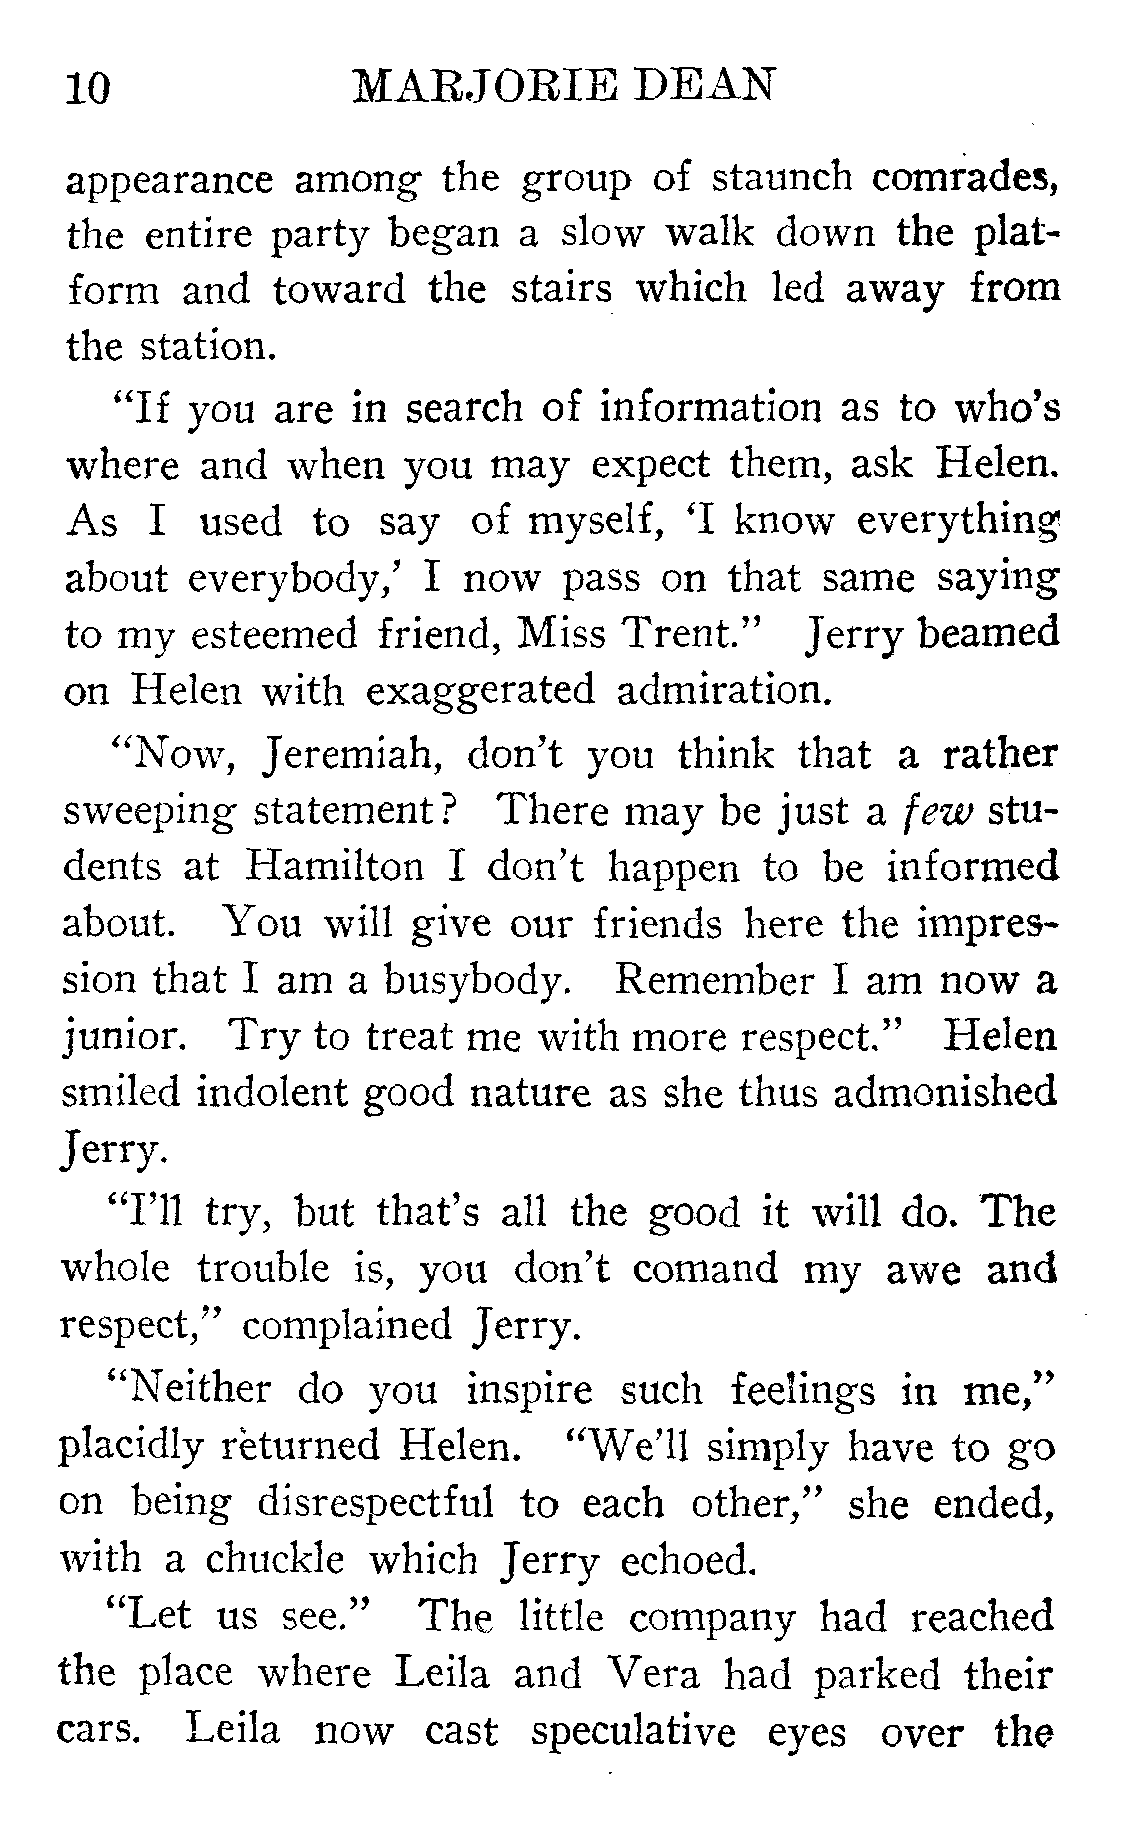 10 MARJORIE DEAN
appearance among the group of staunch comrades,
the entire party began a slow walk down the plat-
form and toward the stairs which led away from
the station.
“If you are in search of information as to who’s
where and when you may expect them, ask Helen.
As I used to say of myself, ‘I know everything
about everybody,’ I now pass on that same saying
to my esteemed friend, Miss Trent.” Jerry beamed
on Helen with exaggerated admiration.
“Now, Jeremiah, don’t you think that a rather
sweeping statement? There may be just a few stu-
dents at Hamilton I don’t happen to be informed
about. You will give our friends here the impres-
sion that I am a busybody. Remember I am now a
junior. Try to treat me with more respect.” Helen
smiled indolent good nature as she thus admonished
Jerry.
“I’ll try, but that’s all the good it will do. The
whole trouble is, you don’t comand my awe and
respect,” complained Jerry.
“Neither do you inspire such feelings in me,”
placidly returned Helen. “We’ll simply have to go
on being disrespectful to each other,” she ended,
with a chuckle which Jerry echoed.
“Let us see.” The little company had reached
the place where Leila and Vera had parked their
cars. Leila now cast speculative eyes over the